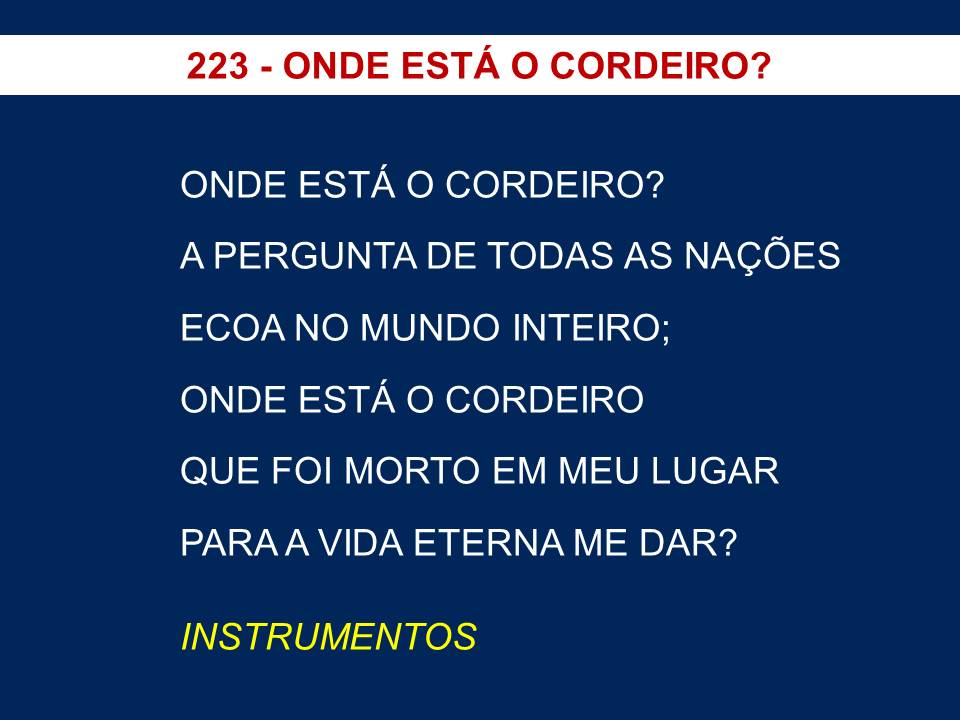 223 - ONDE ESTÁ O CORDEIRO?
ONDE ESTÁ O CORDEIRO?
A PERGUNTA DE TODAS AS NAÇÕES
ECOA NO MUNDO INTEIRO;
ONDE ESTÁ O CORDEIRO
QUE FOI MORTO EM MEU LUGAR
PARA A VIDA ETERNA ME DAR?
INSTRUMENTOS